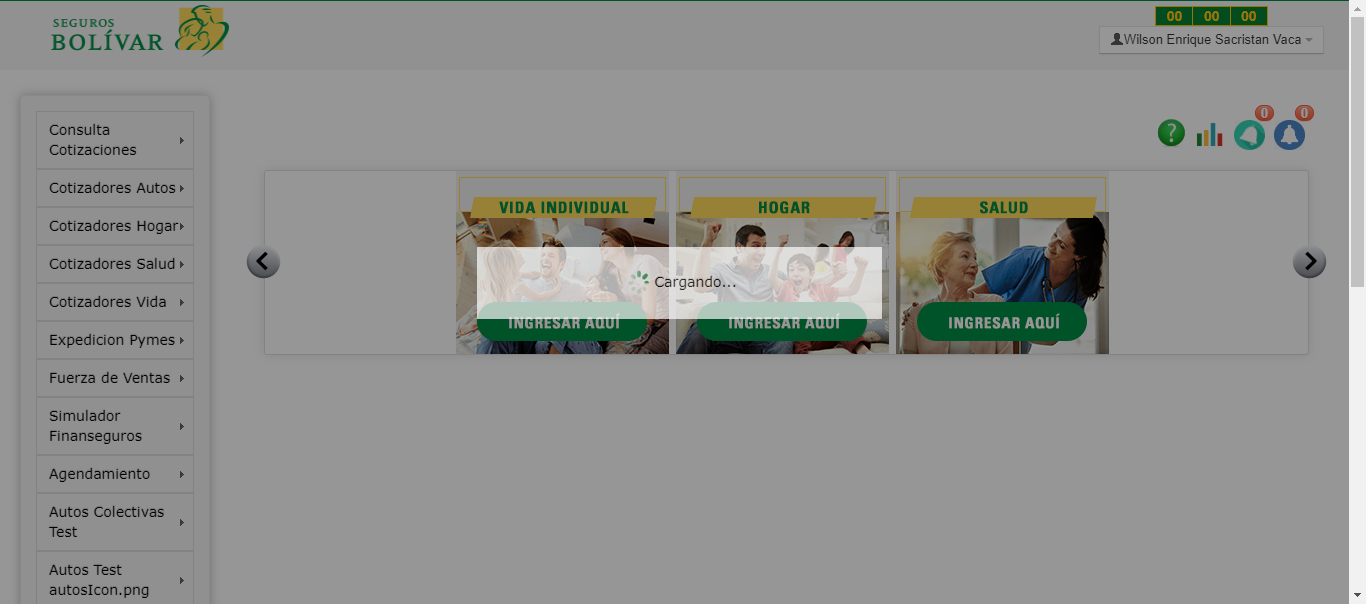 SEGUROS
BOLÍVAR
00 00 00
Wilson Enrique Sacristan Vaca
Consulta
Cotizaciones
Cotizadores Autos
Cotizadores Hogar
Cotizadores Salud
Cotizadores Vida
Expedicion Pymes
Fuerza de Ventas
Simulador
Finanseguros
Agendamiento
Autos Colectivas
Test
Autos Test
autosIcon.png
?
0
0
VIDA INDIVIDUAL
INGRESAR AQUÍ
HOGAR
INGRESAR AQUÍ
SALUD
INGRESAR AQUÍ
Cargando...